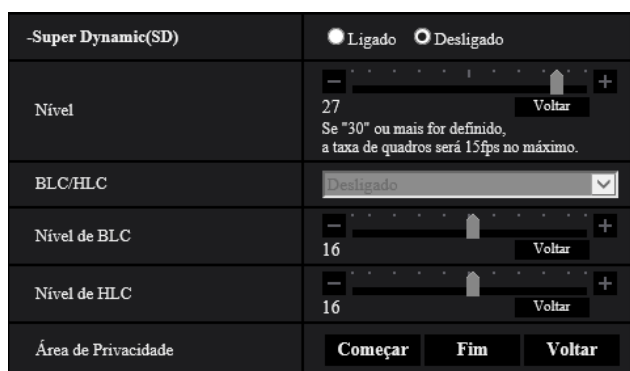 -Super Dynamic(SD) Ligado Desligado
Nível 27 Voltar
Se "30" ou mais for definido,
a taxa de quadros será 15fps no máximo.
BLC/HLC Desligado
Nível de BLC 16 Voltar
Nível de HLC 16 Voltar
Área de Privacidade Começar Fim Voltar